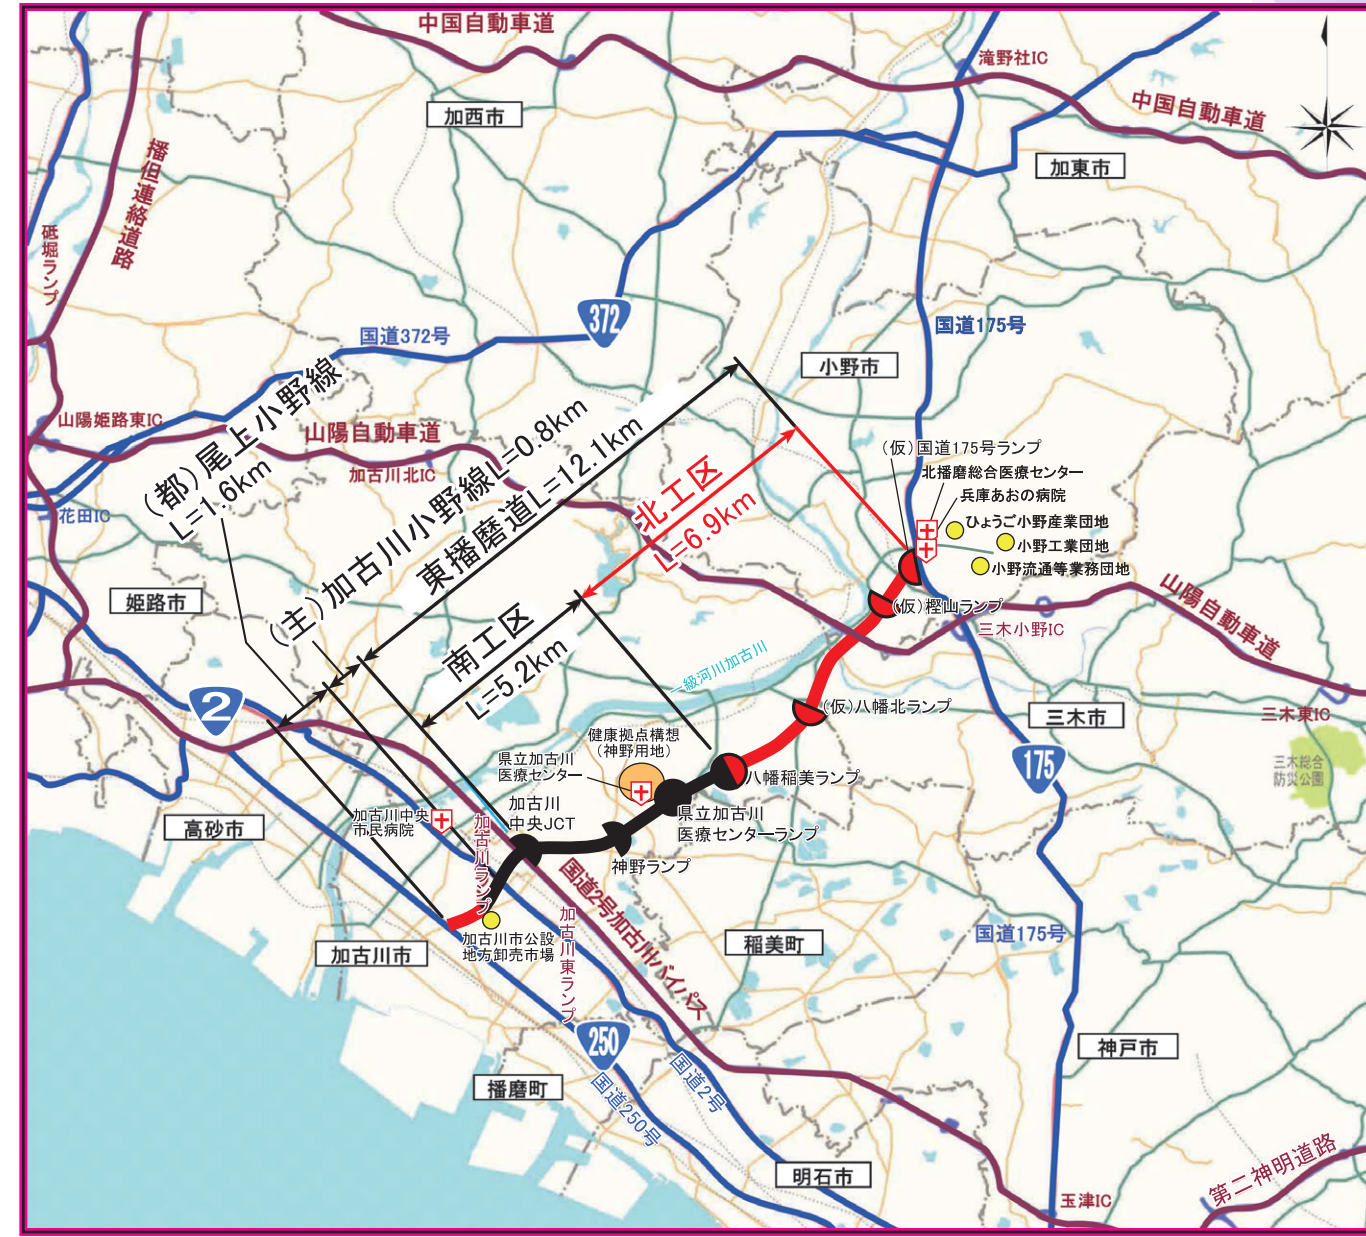 中国自動車道
滝野社IC
中国自動車道
加西市
加東市
播但連絡道路
砥堀ランプ
372
国道372号
国道175号
小野市
山陽姫路東IC
山陽自動車道
加古川北IC
花田IC
(都)尾上小野線
L=1.6km
(主)加古川小野線L=0.8km
東播磨道L=12.1km
北工区
L=6.9km
南工区
L=5.2km
(仮)国道175号ランプ
北播磨総合医療センター
兵庫あおの病院
ひょうご小野産業団地
小野工業団地
小野流通等業務団地
(仮)樫山ランプ
三木小野IC
山陽自動車道
姫路市
2
一級河川加古川
(仮)八幡北ランプ
三木市
三木東IC
175
三木総合
防災公園
健康拠点構想
(神野用地)
県立加古川
医療センター
八幡稲美ランプ
加古川
中央JCT
県立加古川
医療センターランプ
神野ランプ
加古川中央
市民病院
高砂市
加古川ランプ
国道2号加古川バイパス
加古川東ランプ
加古川市公設
地方卸売市場
加古川市
稲美町
国道175号
250
国道2号
国道250号
播磨町
神戸市
明石市
第二神明道路
玉津IC